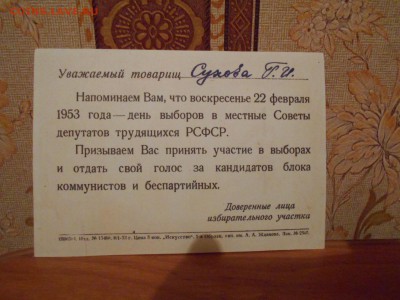 Уважаемый товарищ Сухова Г. И.
Напоминаем Вам, что воскресенье 22 февраля
1953 года — день выборов в местные Советы
депутатов трудящихся РСФСР.
Призываем Вас принять участие в выборах
и отдать свой голос за кандидатов блока
коммунистов и беспартийных.
Доверенные лица
избирательного участка